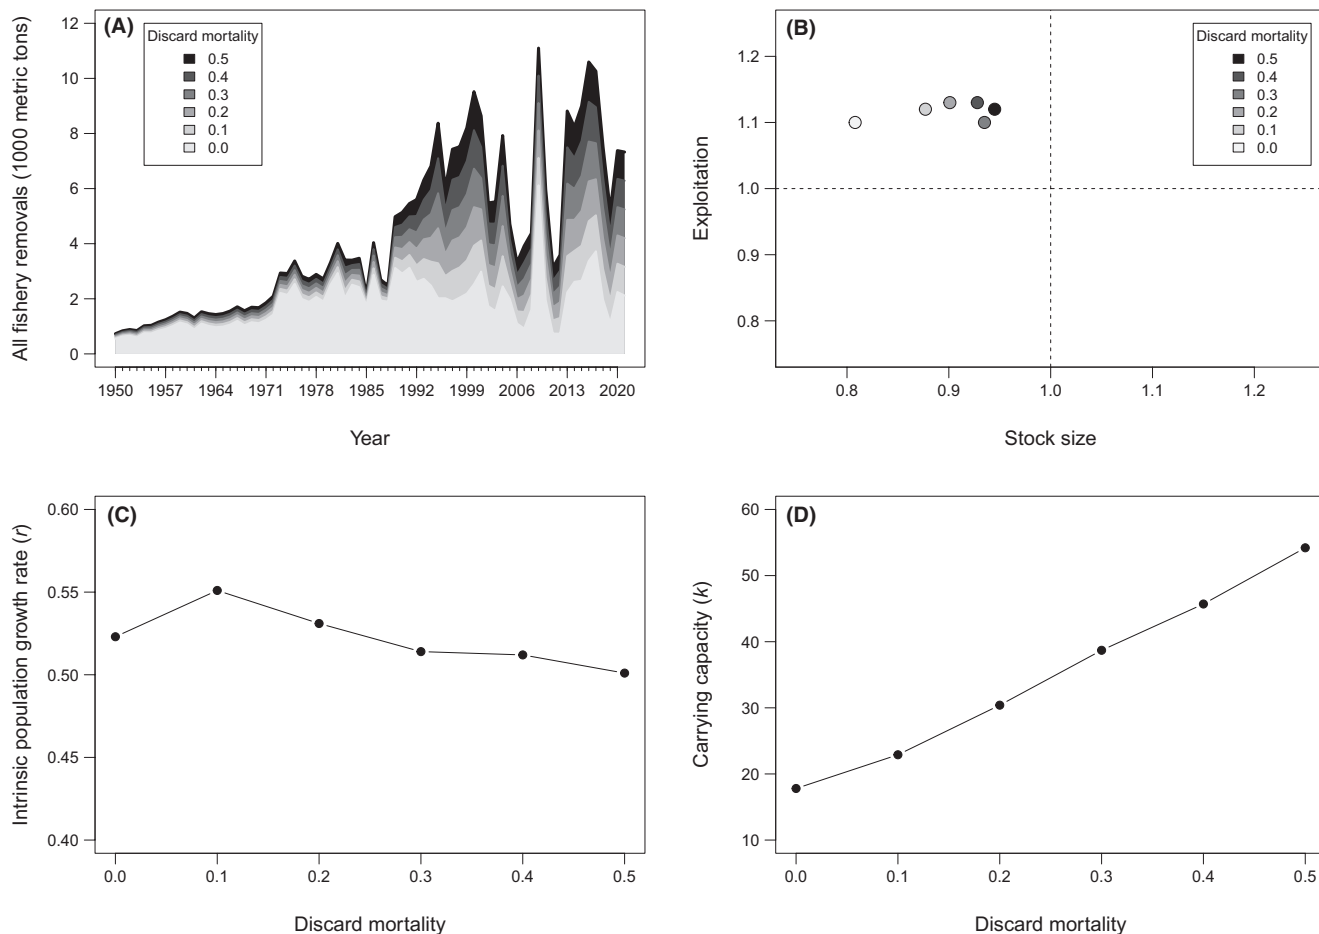 (A)
Discard mortality
0.5
0.4
0.3
0.2
0.1
0.0
All fishery removals (1000 metric tons)
12
10
8
6
4
2
0
1950 1957 1964 1971 1978 1985 1992 1999 2006 2013 2020
Year
(B)
Discard mortality
0.5
0.4
0.3
0.2
0.1
0.0
Exploitation
1.2
1.1
1.0
0.9
0.8
0.8 0.9 1.0 1.1 1.2
Stock size
(C)
Intrinsic population growth rate (r)
0.60
0.55
0.50
0.45
0.40
0.0 0.1 0.2 0.3 0.4 0.5
Discard mortality
(D)
Carrying capacity (k)
60
50
40
30
20
10
0.0 0.1 0.2 0.3 0.4 0.5
Discard mortality